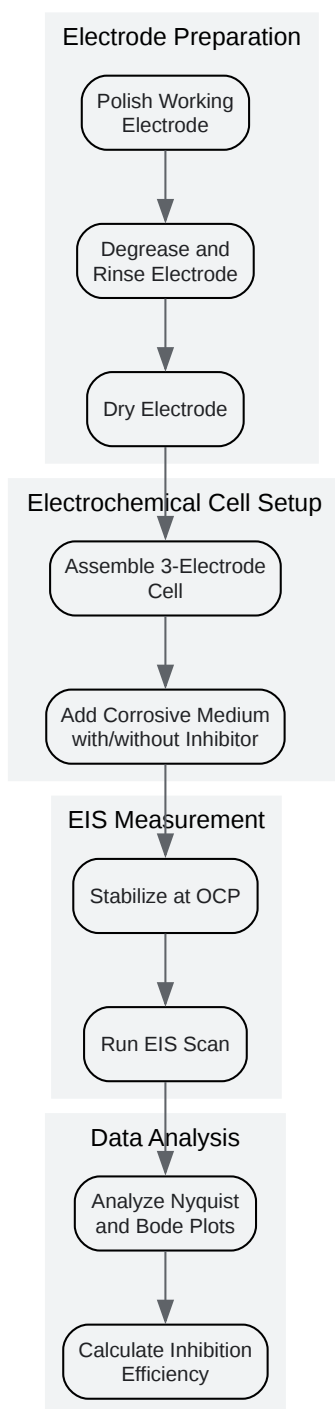 Electrode Preparation
Polish Working
Electrode
Degrease and
Rinse Electrode
Dry Electrode
Electrochemical Cell Setup
Assemble 3-Electrode
Cell
Add Corrosive Medium
with/without Inhibitor
EIS Measurement
Stabilize at OCP
Run EIS Scan
Data Analysis
Analyze Nyquist
and Bode Plots
Calculate Inhibition
Efficiency